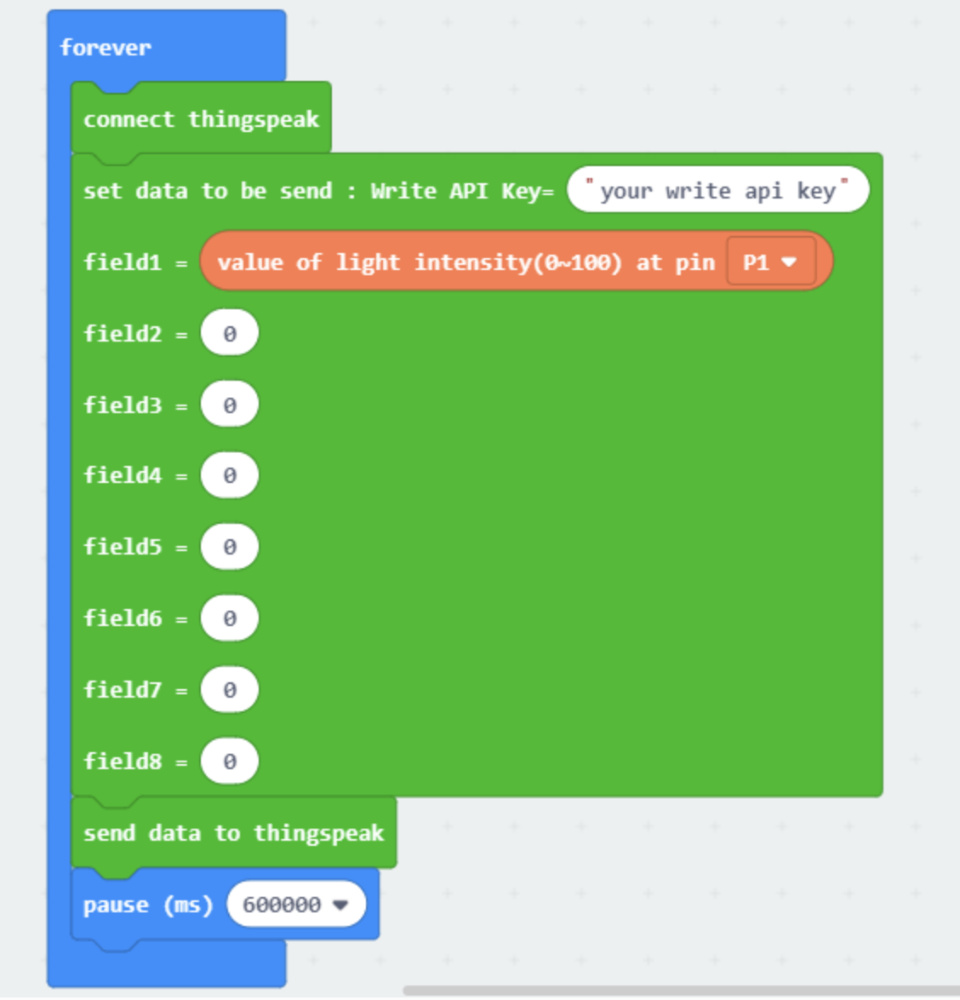 forever
connect thingspeak
set data to be send : Write API Key= "your write api key"
field1 = value of light intensity(0~100) at pin P1
field2 = 0
field3 = 0
field4 = 0
field5 = 0
field6 = 0
field7 = 0
field8 = 0
send data to thingspeak
pause (ms) 600000